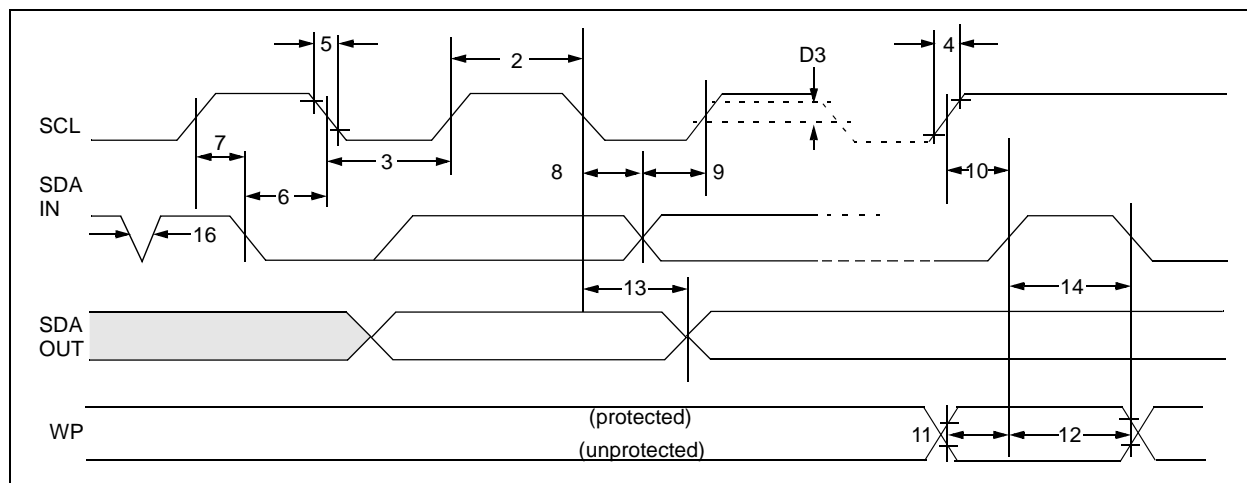 5
2
D3
4
SCL
7
3
8
9
10
SDA
IN
6
16
13
14
SDA
OUT
(protected)
WP
11
12
(unprotected)